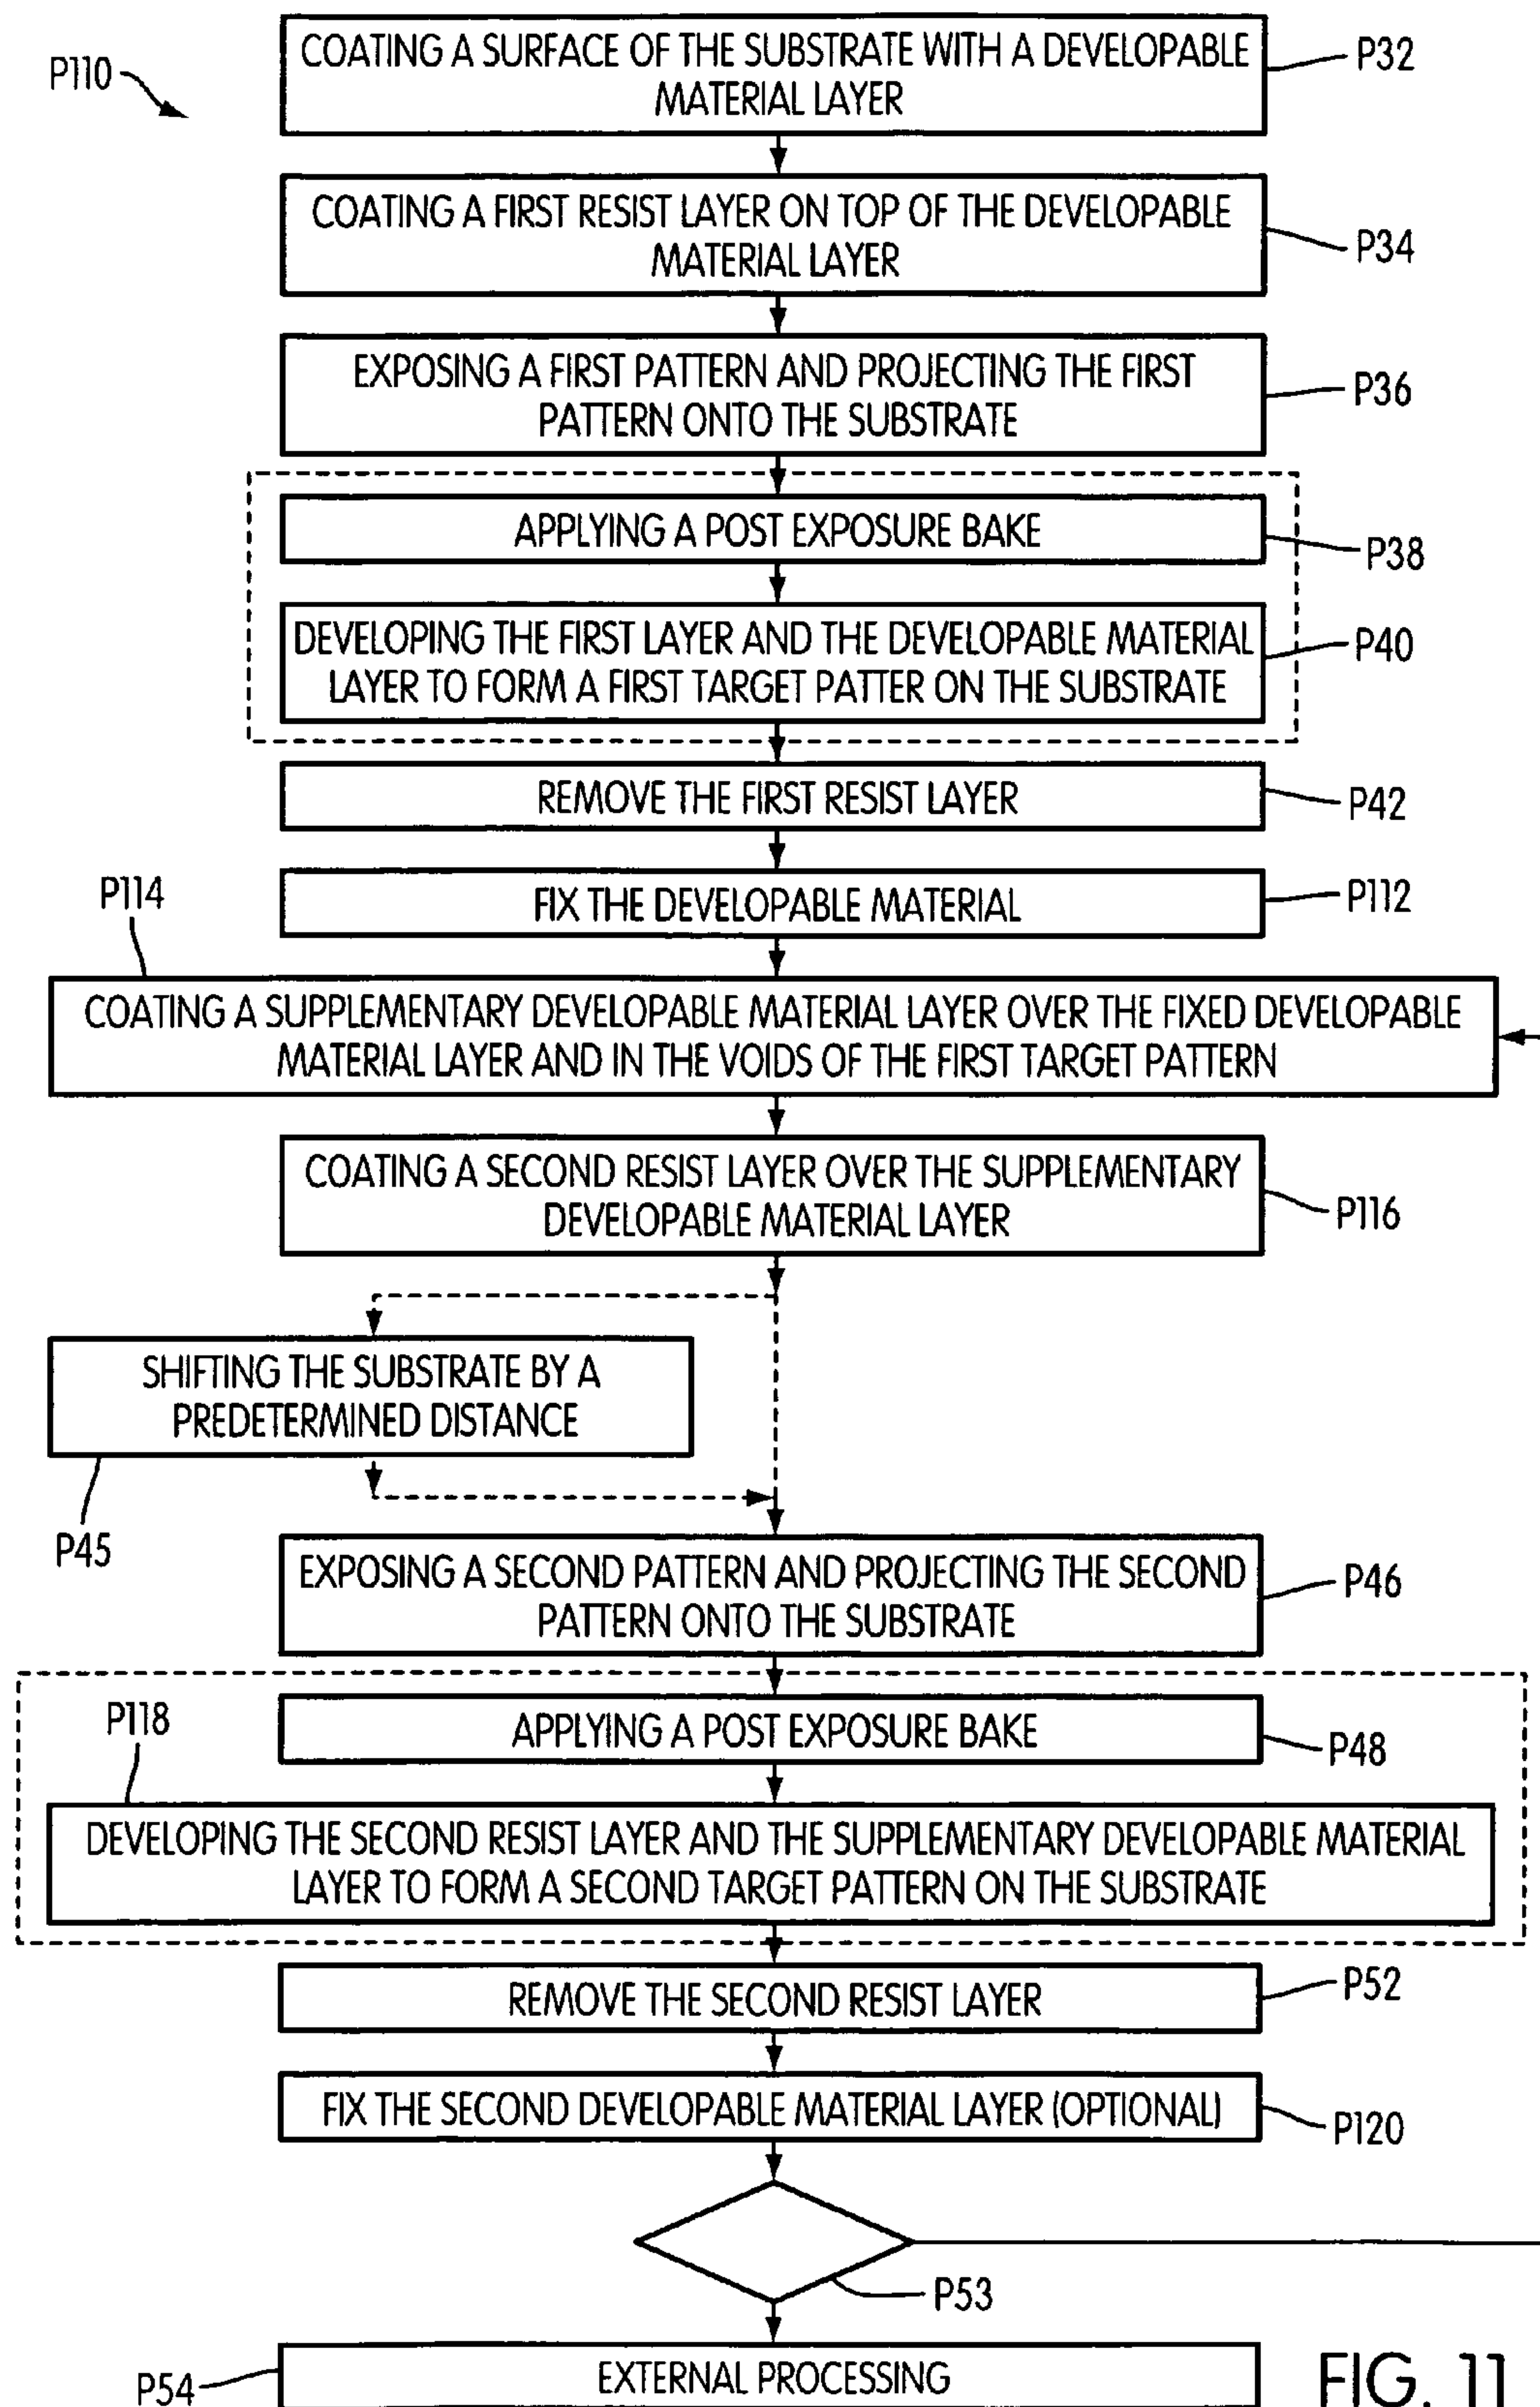 P110
COATING A SURFACE OF THE SUBSTRATE WITH A DEVELOPABLE
MATERIAL LAYER
P32
COATING A FIRST RESIST LAYER ON TOP OF THE DEVELOPABLE
MATERIAL LAYER
P34
EXPOSING A FIRST PATTERN AND PROJECTING THE FIRST
PATTERN ONTO THE SUBSTRATE
P36
APPLYING A POST EXPOSURE BAKE
P38
DEVELOPING THE FIRST LAYER AND THE DEVELOPABLE MATERIAL
LAYER TO FORM A FIRST TARGET PATTER ON THE SUBSTRATE
P40
REMOVE THE FIRST RESIST LAYER
P42
FIX THE DEVELOPABLE MATERIAL
P112
P114
COATING A SUPPLEMENTARY DEVELOPABLE MATERIAL LAYER OVER THE FIXED DEVELOPABLE
MATERIAL LAYER AND IN THE VOIDS OF THE FIRST TARGET PATTERN
COATING A SECOND RESIST LAYER OVER THE SUPPLEMENTARY
DEVELOPABLE MATERIAL LAYER
P116
SHIFTING THE SUBSTRATE BY A
PREDETERMINED DISTANCE
P45
EXPOSING A SECOND PATTERN AND PROJECTING THE SECOND
PATTERN ONTO THE SUBSTRATE
P46
APPLYING A POST EXPOSURE BAKE
P48
P118
DEVELOPING THE SECOND RESIST LAYER AND THE SUPPLEMENTARY DEVELOPABLE MATERIAL
LAYER TO FORM A SECOND TARGET PATTERN ON THE SUBSTRATE
REMOVE THE SECOND RESIST LAYER
P52
FIX THE SECOND DEVELOPABLE MATERIAL LAYER (OPTIONAL)
P120
P53
EXTERNAL PROCESSING
P54
FIG. 11